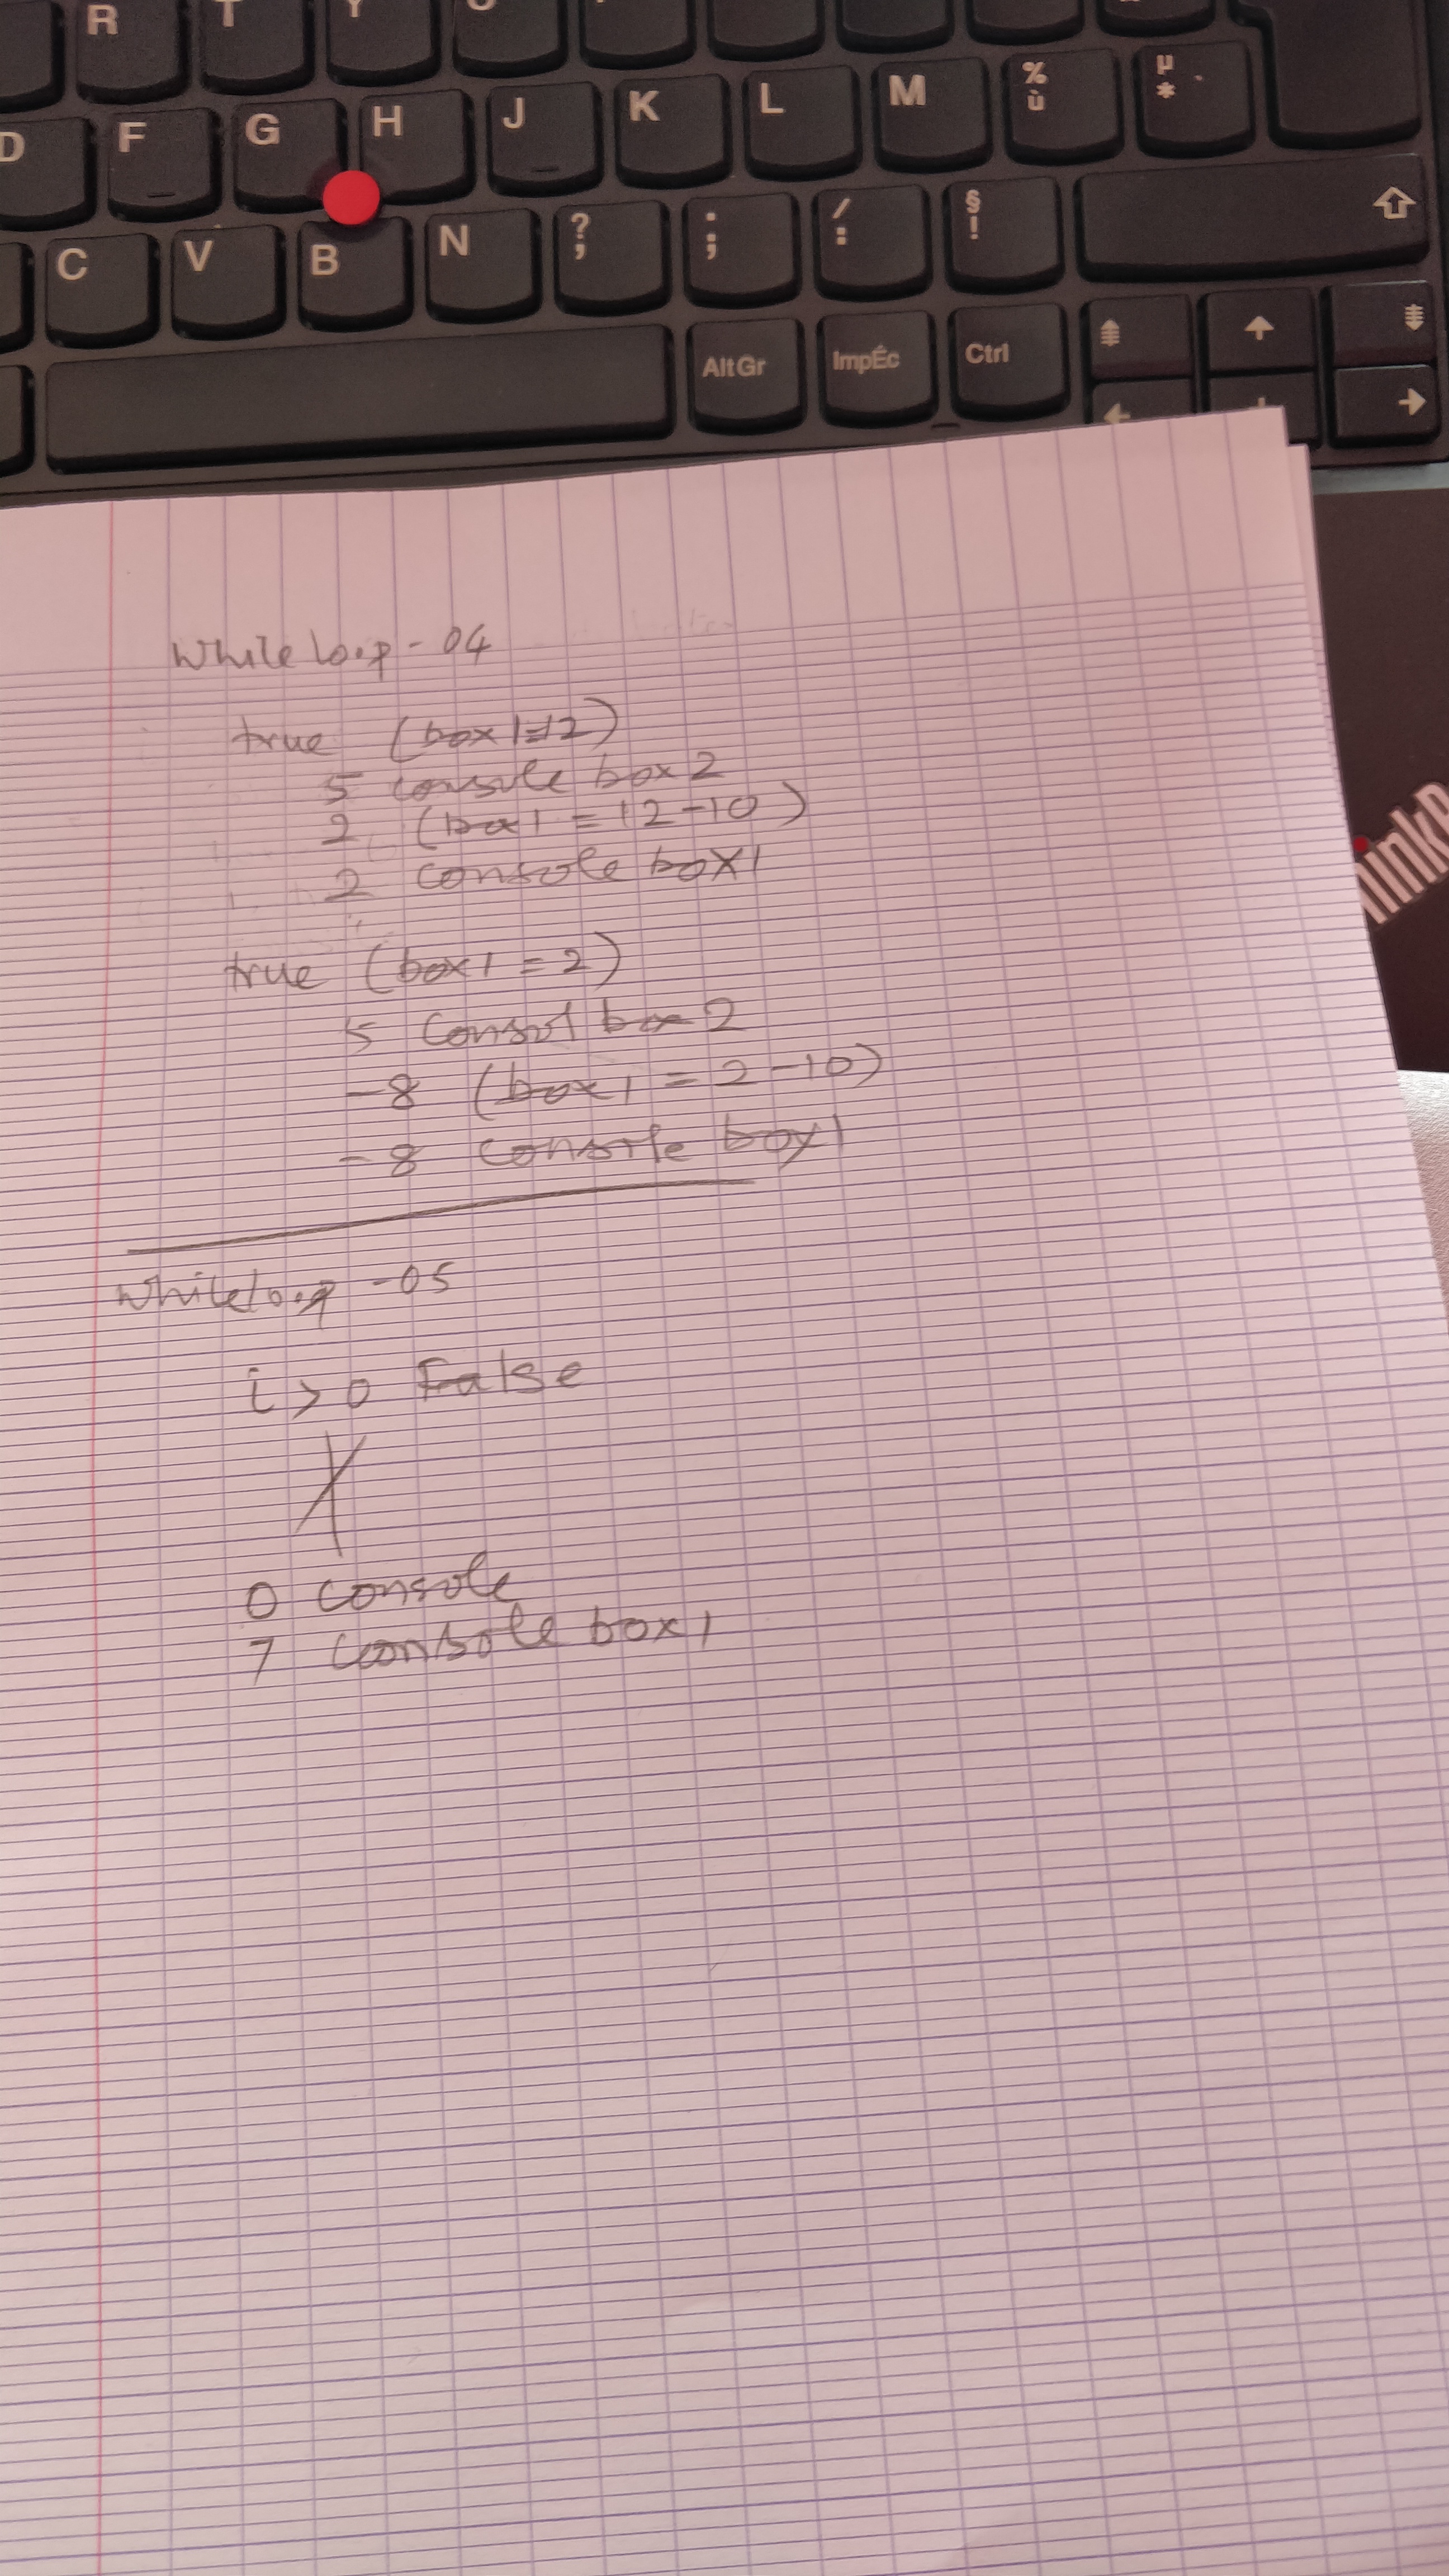 R T Y U
D F G H J K L M % ù µ *
C V B N ? , . ; / : § !
AltGr ImpÉc Ctrl
While loop - 04
true (box1=12)
5 console box 2
2 (box1 = 12-10)
2 console box1
true (box1 = 2)
5 Consol box 2
-8 (box1 = 2-10)
-8 console box1
While loop - 05
i > 0 False
X
0 console
7 console box1